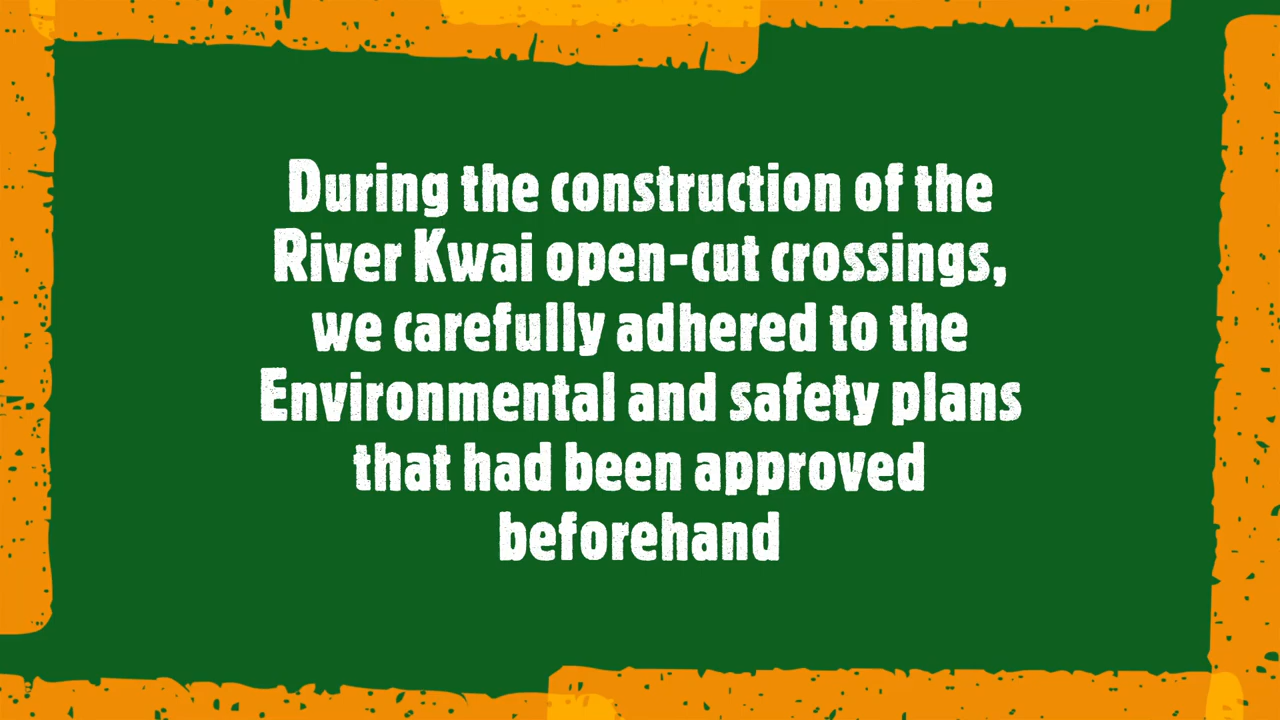 During the construction of the
River Kwai open-cut crossings,
we carefully adhered to the
Environmental and safety plans
that had been approved
beforehand